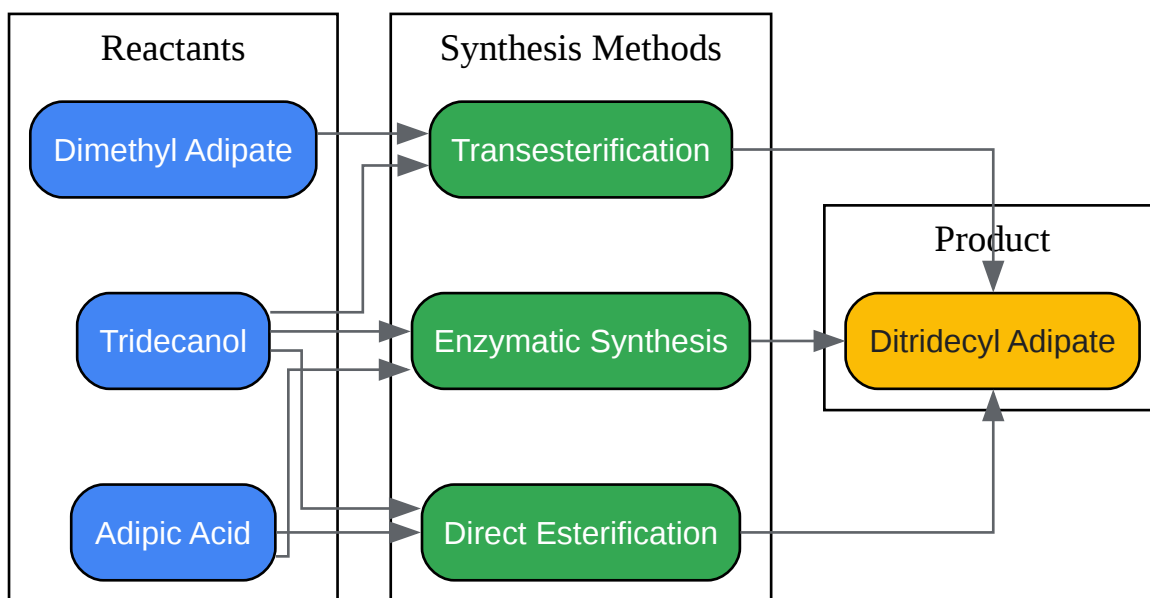 Reactants
Synthesis Methods
Dimethyl Adipate
Transesterification
Product
Tridecanol
Enzymatic Synthesis
Ditridecyl Adipate
Adipic Acid
Direct Esterification